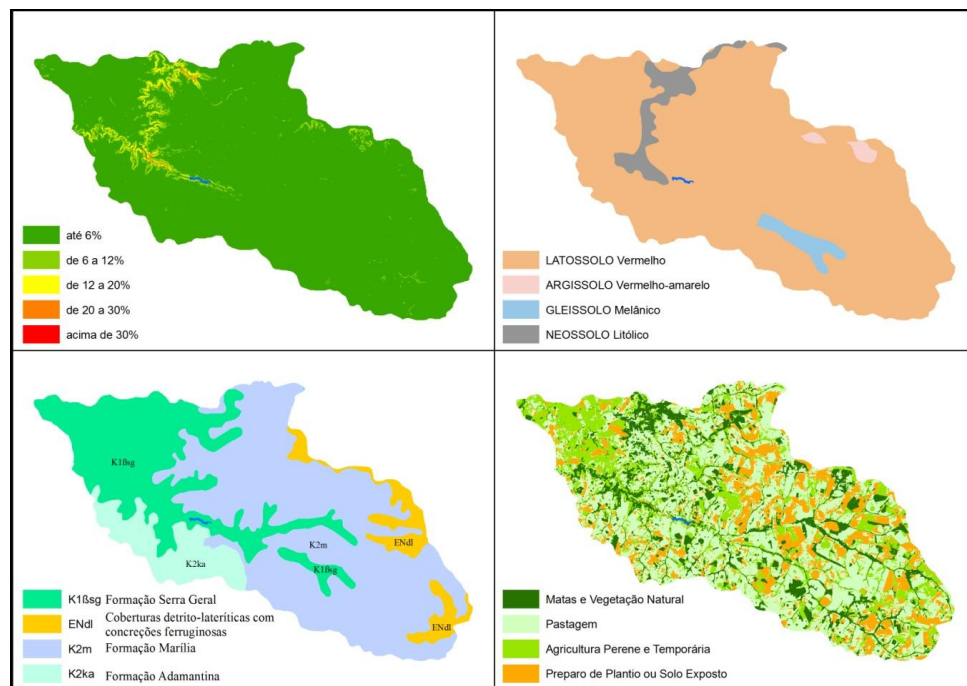 até 6%
de 6 a 12%
de 12 a 20%
de 20 a 30%
acima de 30%
LATOSSOLO Vermelho
ARGISSOLO Vermelho-amarelo
GLEISSOLO Melânico
NEOSSOLO Litólico
K1ßsg
K2ka
K2m
K1ßsg
ENdl
ENdl
K1ßsg Formação Serra Geral
ENdl Coberturas detrito-lateríticas com
concreções ferruginosas
K2m Formação Marília
K2ka Formação Adamantina
Matas e Vegetação Natural
Pastagem
Agricultura Perene e Temporária
Preparo de Plantio ou Solo Exposto